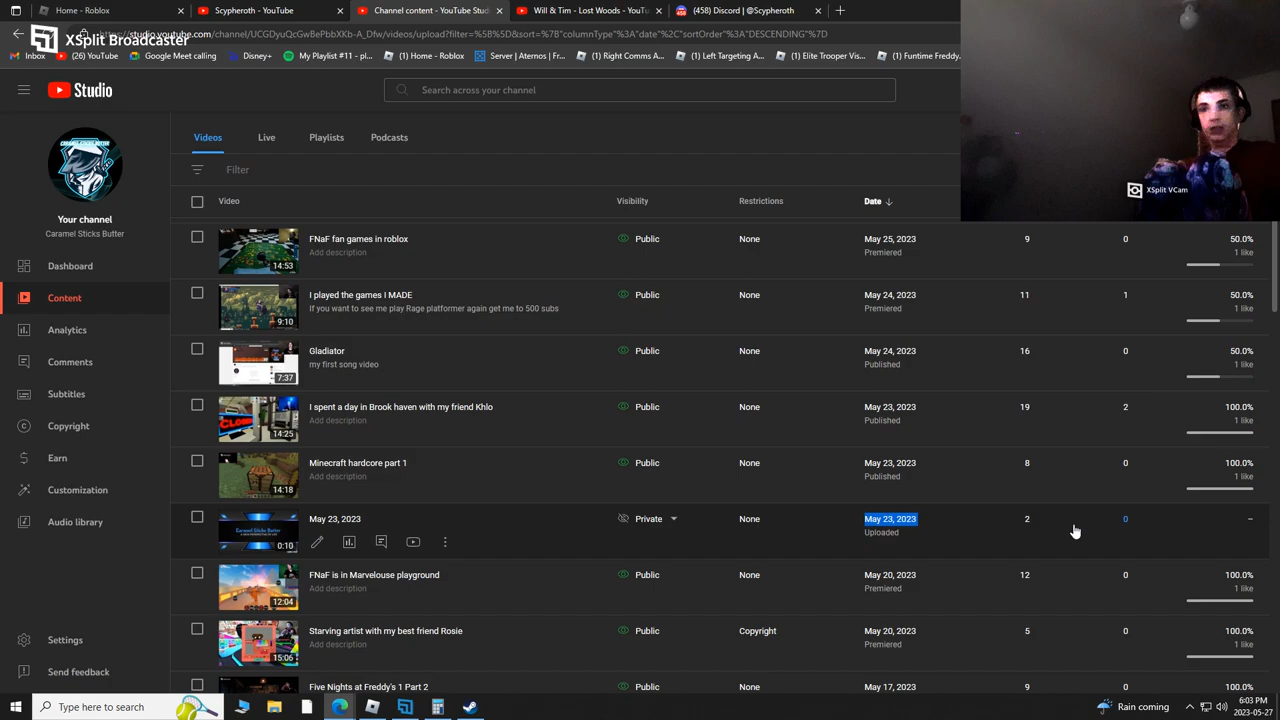 Home - Roblox
Scyppheroth - YouTube
Channel content - YouTube Studio
Will & Tim - Lost Woods - YouTu
(458) Discord | @Scyppheroth
XSplit Broadcaster
Inbox
(26) YouTube
Google Meet calling
Disney+
My Playlist #11 - pl...
(1) Home - Roblox
Server | Aternos | Fr...
(1) Right Comms A...
(1) Left Targeting A...
(1) Elite Trooper Vis...
(1) Funtime Freddy...
Studio
Search across your channel
XSplit VCam
CARAMEL STICKS BUTTER
Your channel
Caramel Sticks Butter
Dashboard
Content
Analytics
Comments
Subtitles
Copyright
Earn
Customization
Audio library
Settings
Send feedback
Videos Live Playlists Podcasts
Filter
Video Visibility Restrictions Date
FNaF fan games in roblox Public None May 25, 2023 9 0 50.0%
Add description Premiered 1 like
14:53
I played the games I MADE Public None May 24, 2023 11 1 50.0%
If you want to see me play Rage platformer again get me to 500 subs Premiered 1 like
9:10
Gladiator Public None May 24, 2023 16 0 50.0%
my first song video Published 1 like
7:37
I spent a day in Brook haven with my friend Khlo Public None May 23, 2023 19 2 100.0%
Add description Published 1 like
14:25
Minecraft hardcore part 1 Public None May 23, 2023 8 0 100.0%
Add description Published 1 like
14:18
May 23, 2023 Private None May 23, 2023 2 0 –
Uploaded
Caramel Sticks Butter
0:10
FNaF is in Marvelouse playground Public None May 20, 2023 12 0 100.0%
Add description Premiered 1 like
12:04
Starving artist with my best friend Rosie Public Copyright May 20, 2023 5 0 100.0%
Add description Premiered 1 like
15:06
Five Nights at Freddy's 1 Part 2 Public None May 17, 2023 9 0 100.0%
Type here to search
Rain coming
6:03 PM
2023-05-27